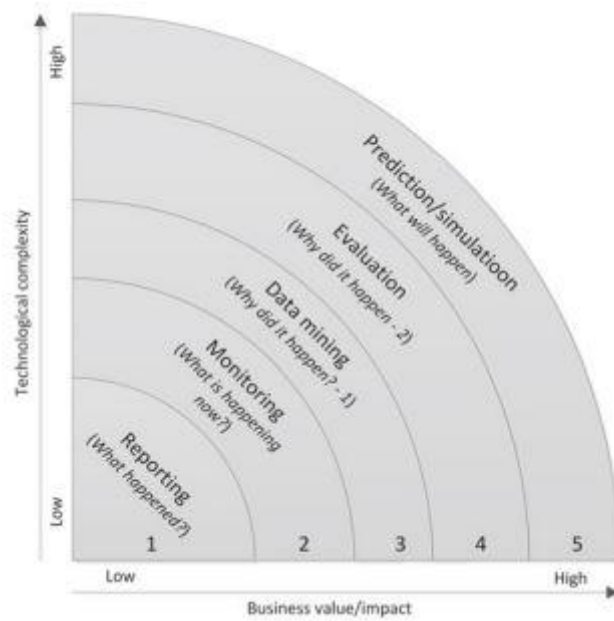 High
Technological complexity
Low
Prediction/simulatioon
(What will happen)
Evaluation
(Why did it happen - 2)
Data mining
(Why did it happen? - 1)
Monitoring
(What is happening
now?)
Reporting
(What happened?)
1 2 3 4 5
Low High
Business value/impact